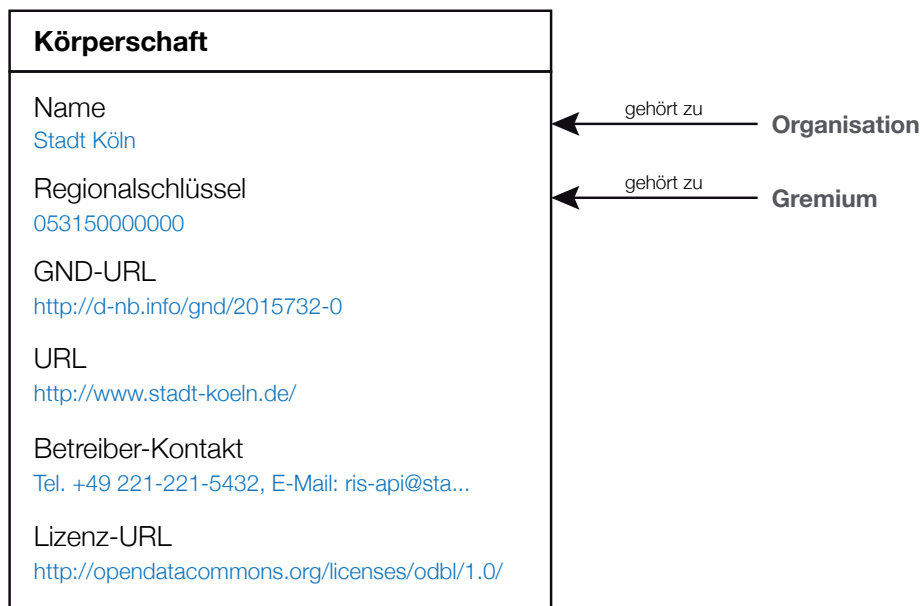 Körperschaft
Name
Stadt Köln
Regionalschlüssel
053150000000
GND-URL
http://d-nb.info/gnd/2015732-0
URL
http://www.stadt-koeln.de/
Betreiber-Kontakt
Tel. +49 221-221-5432, E-Mail: ris-api@sta...
Lizenz-URL
http://opendatacommons.org/licenses/odbl/1.0/
gehört zu
Organisation
gehört zu
Gremium